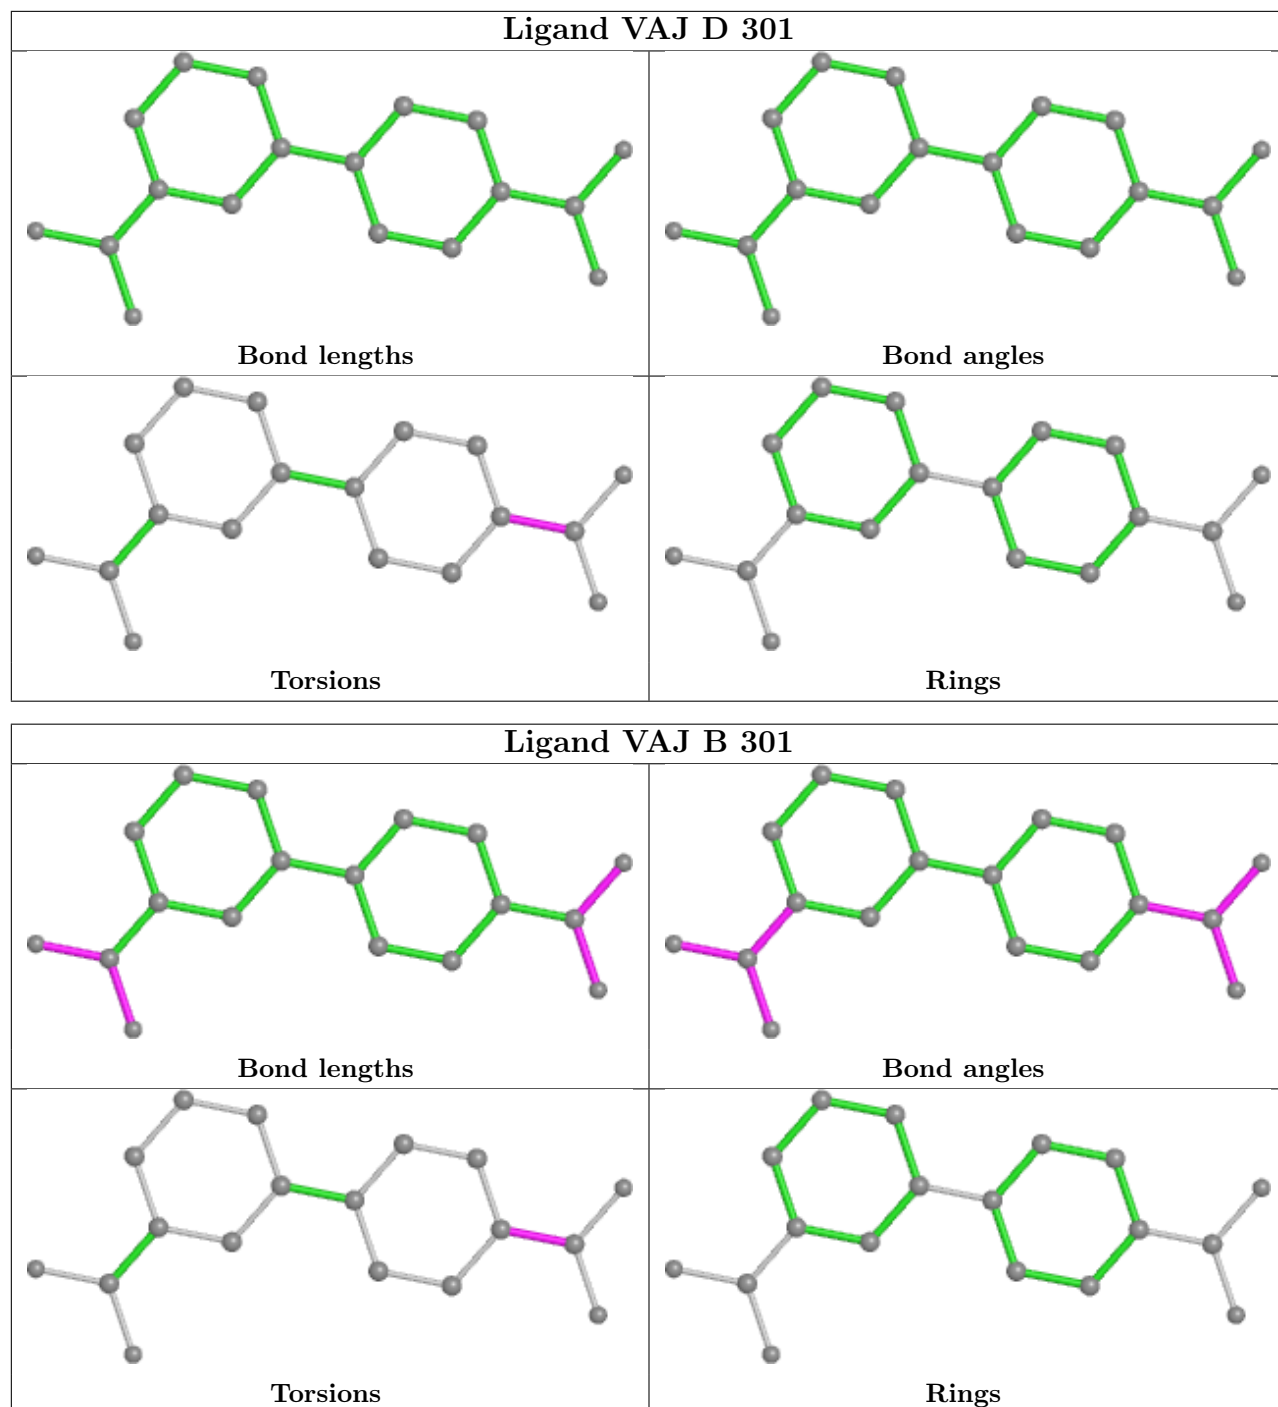 Ligand VAJ D 301
Bond lengths
Bond angles
Torsions
Rings
Ligand VAJ B 301
Bond lengths
Bond angles
Torsions
Rings